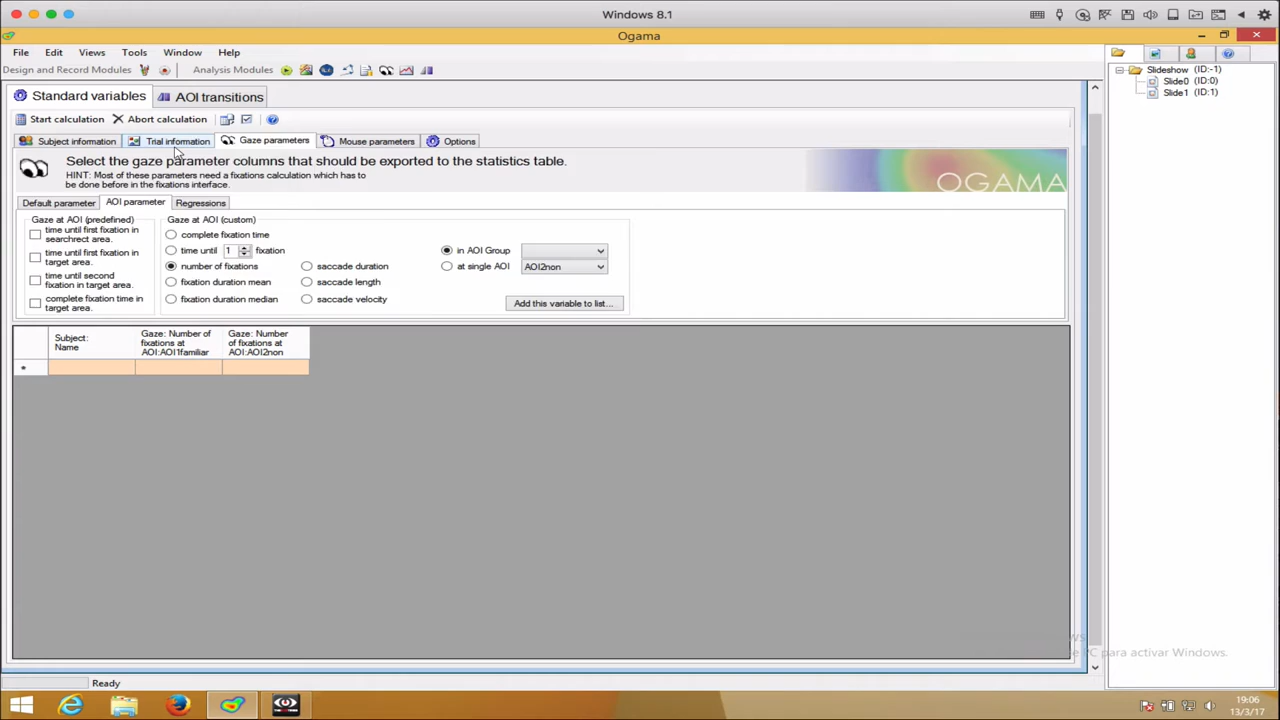 Windows 8.1
Ogama
File Edit Views Tools Window Help
Design and Record Modules Analysis Modules
Slideshow (ID:-1)
Slide0 (ID:0)
Slide1 (ID:1)
Standard variables AOI transitions
Start calculation Abort calculation
Subject information Trial information Gaze parameters Mouse parameters Options
Select the gaze parameter columns that should be exported to the statistics table.
HINT: Most of these parameters need a fixations calculation which has to
be done before in the fixations interface.
OGAMA
Default parameter AOI parameter Regressions
Gaze at AOI (predefined)
time until first fixation in
searchrect area.
time until first fixation in
target area.
time until second
fixation in target area.
complete fixation time in
target area.
Gaze at AOI (custom)
complete fixation time
time until 1 fixation
number of fixations
fixation duration mean
fixation duration median
saccade duration
saccade length
saccade velocity
in AOI Group
at single AOI AOI2non
Add this variable to list...
Subject:
Name
Gaze: Number of
fixations at
AOI:AOI1familiar
Gaze: Number
of fixations at
AOI:AOI2non
*
PC para activar Windows.
Ready
19:06
13/3/17